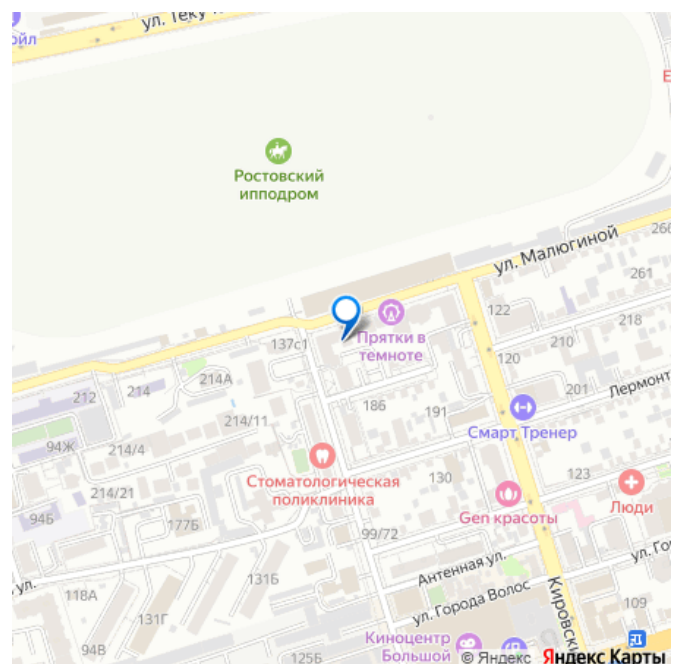 ул. Теку
ойл
Ростовский
ипподром
ул. Малюгиной
266
261
122
218
210
Прятки в
темноте
137с1
120
214А
212
214
201
Лермонт
186
191
214/11
Смарт Тренер
94Ж
214/4
Стоматологическая
поликлиника
130
123
214/21
Gen красоты
Люди
94Б
177Б
99/72
Антенная ул.
ул. Го
131Б
ул.
118А
ул. Города Волос
Кировски
109
131Г
94В
125Б
Киноцентр
Большой
© Яндекс
Яндекс Карты